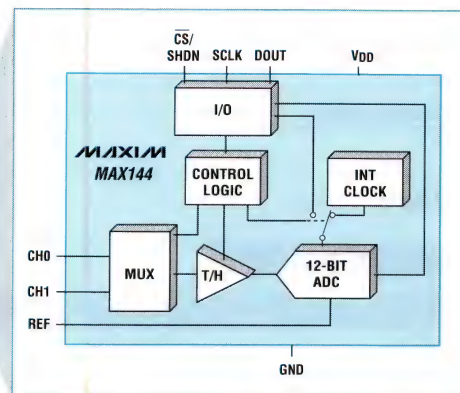 CS/
SHDN SCLK DOUT VDD
I/O
MAXIM
MAX144
CONTROL
LOGIC
INT
CLOCK
CH0
CH1
REF
MUX
T/H
12-BIT
ADC
GND